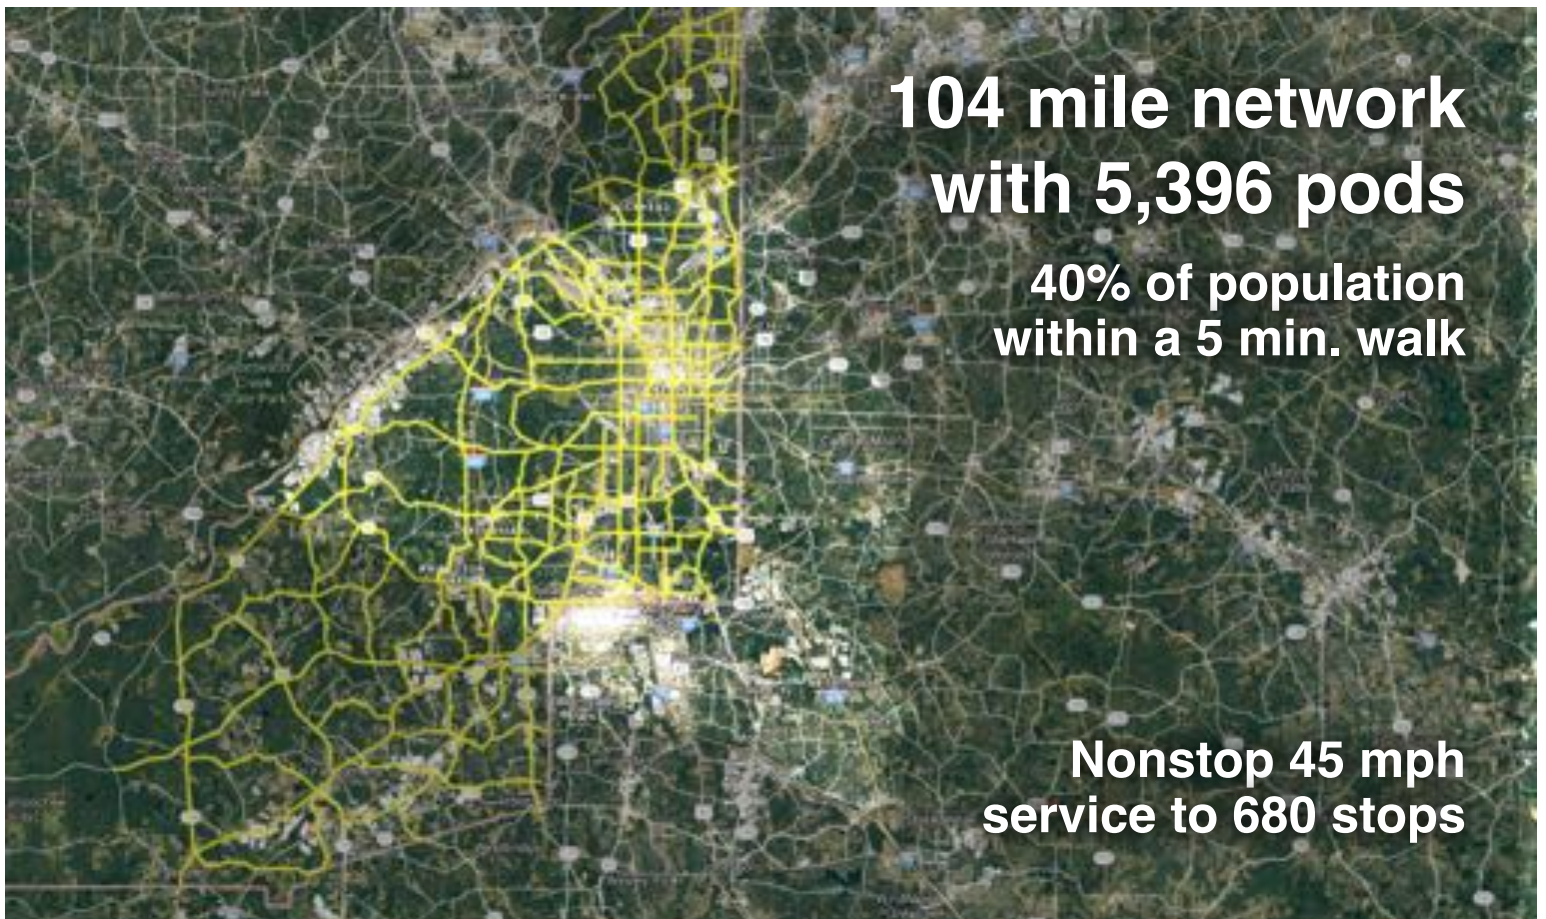 104 mile network
with 5,396 pods
40% of population
within a 5 min. walk
Nonstop 45 mph
service to 680 stops